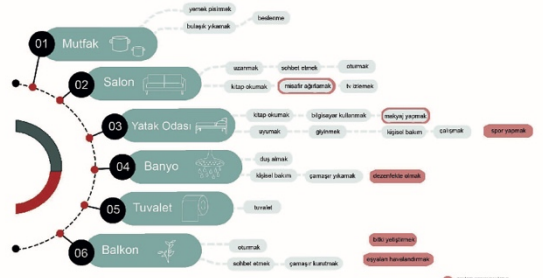 yemek pişirmek
bulaşık yıkamak
beslenme
01 Mutfak
02 Salon
uzanmak
sohbet etmek
oturmak
kitap okumak
misafir ağırlamak
tv izlemek
03 Yatak Odası
kitap okumak
bilgisayar kullanmak
makyaj yapmak
uyumak
giyinmek
kişisel bakım
çalışmak
spor yapmak
04 Banyo
duş almak
kişisel bakım
çamaşır yıkamak
dezenfekte etmek
05 Tuvalet
tuvalet
06 Balkon
oturmak
bitki yetiştirmek
sohbet etmek
çamaşır kurutmak
eşyaları havalandırmak